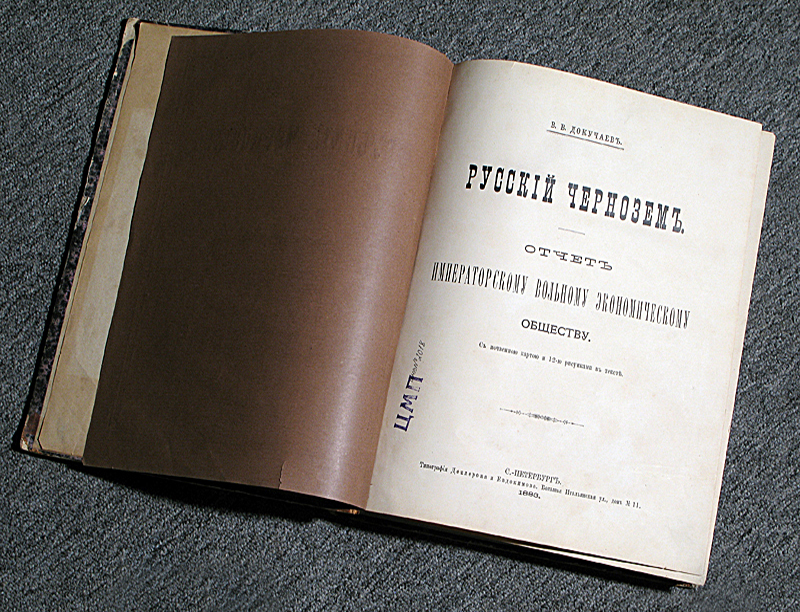 В. В. ДОКУЧАЕВЪ.
РУССКІЙ ЧЕРНОЗЕМЪ.
ОТЧЕТЪ
ИМПЕРАТОРСКОМУ ВОЛЬНОМУ ЭКОНОМИЧЕСКОМУ
ОБЩЕСТВУ.
Съ почвенною картою и 12-ю рисунками въ текстѣ.
С.-ПЕТЕРБУРГЪ.
Типографія Деклерона и Евдокимова. Большая Итальянская ул., домъ № 11.
1883.
ЦМП
2018